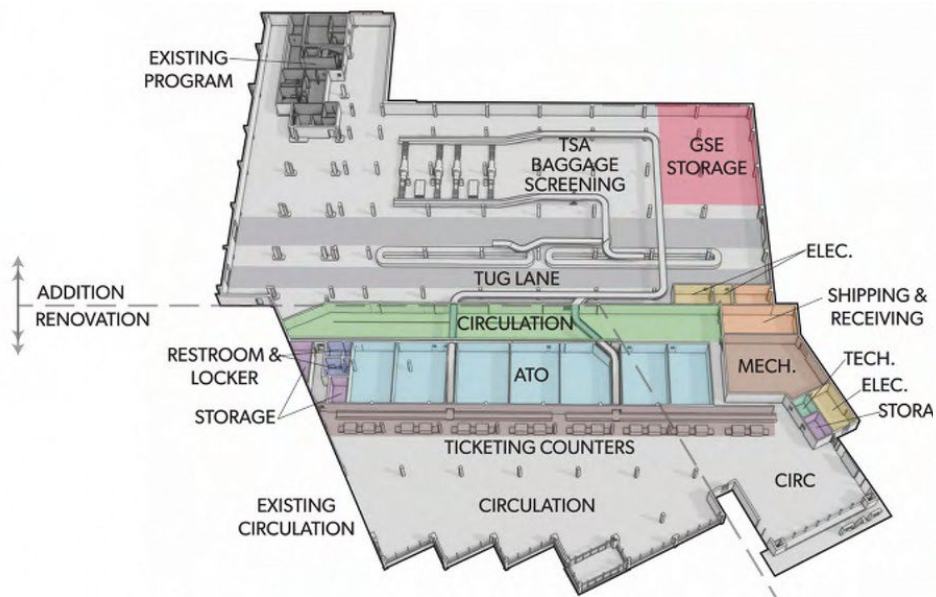 EXISTING
PROGRAM
TSA
BAGGAGE
SCREENING
GSE
STORAGE
ELEC.
TUG LANE
ADDITION
RENOVATION
SHIPPING &
RECEIVING
CIRCULATION
RESTROOM &
LOCKER
STORAGE
ATO
MECH.
TECH.
ELEC.
STORA
TICKETING COUNTERS
CIRC
EXISTING
CIRCULATION
CIRCULATION